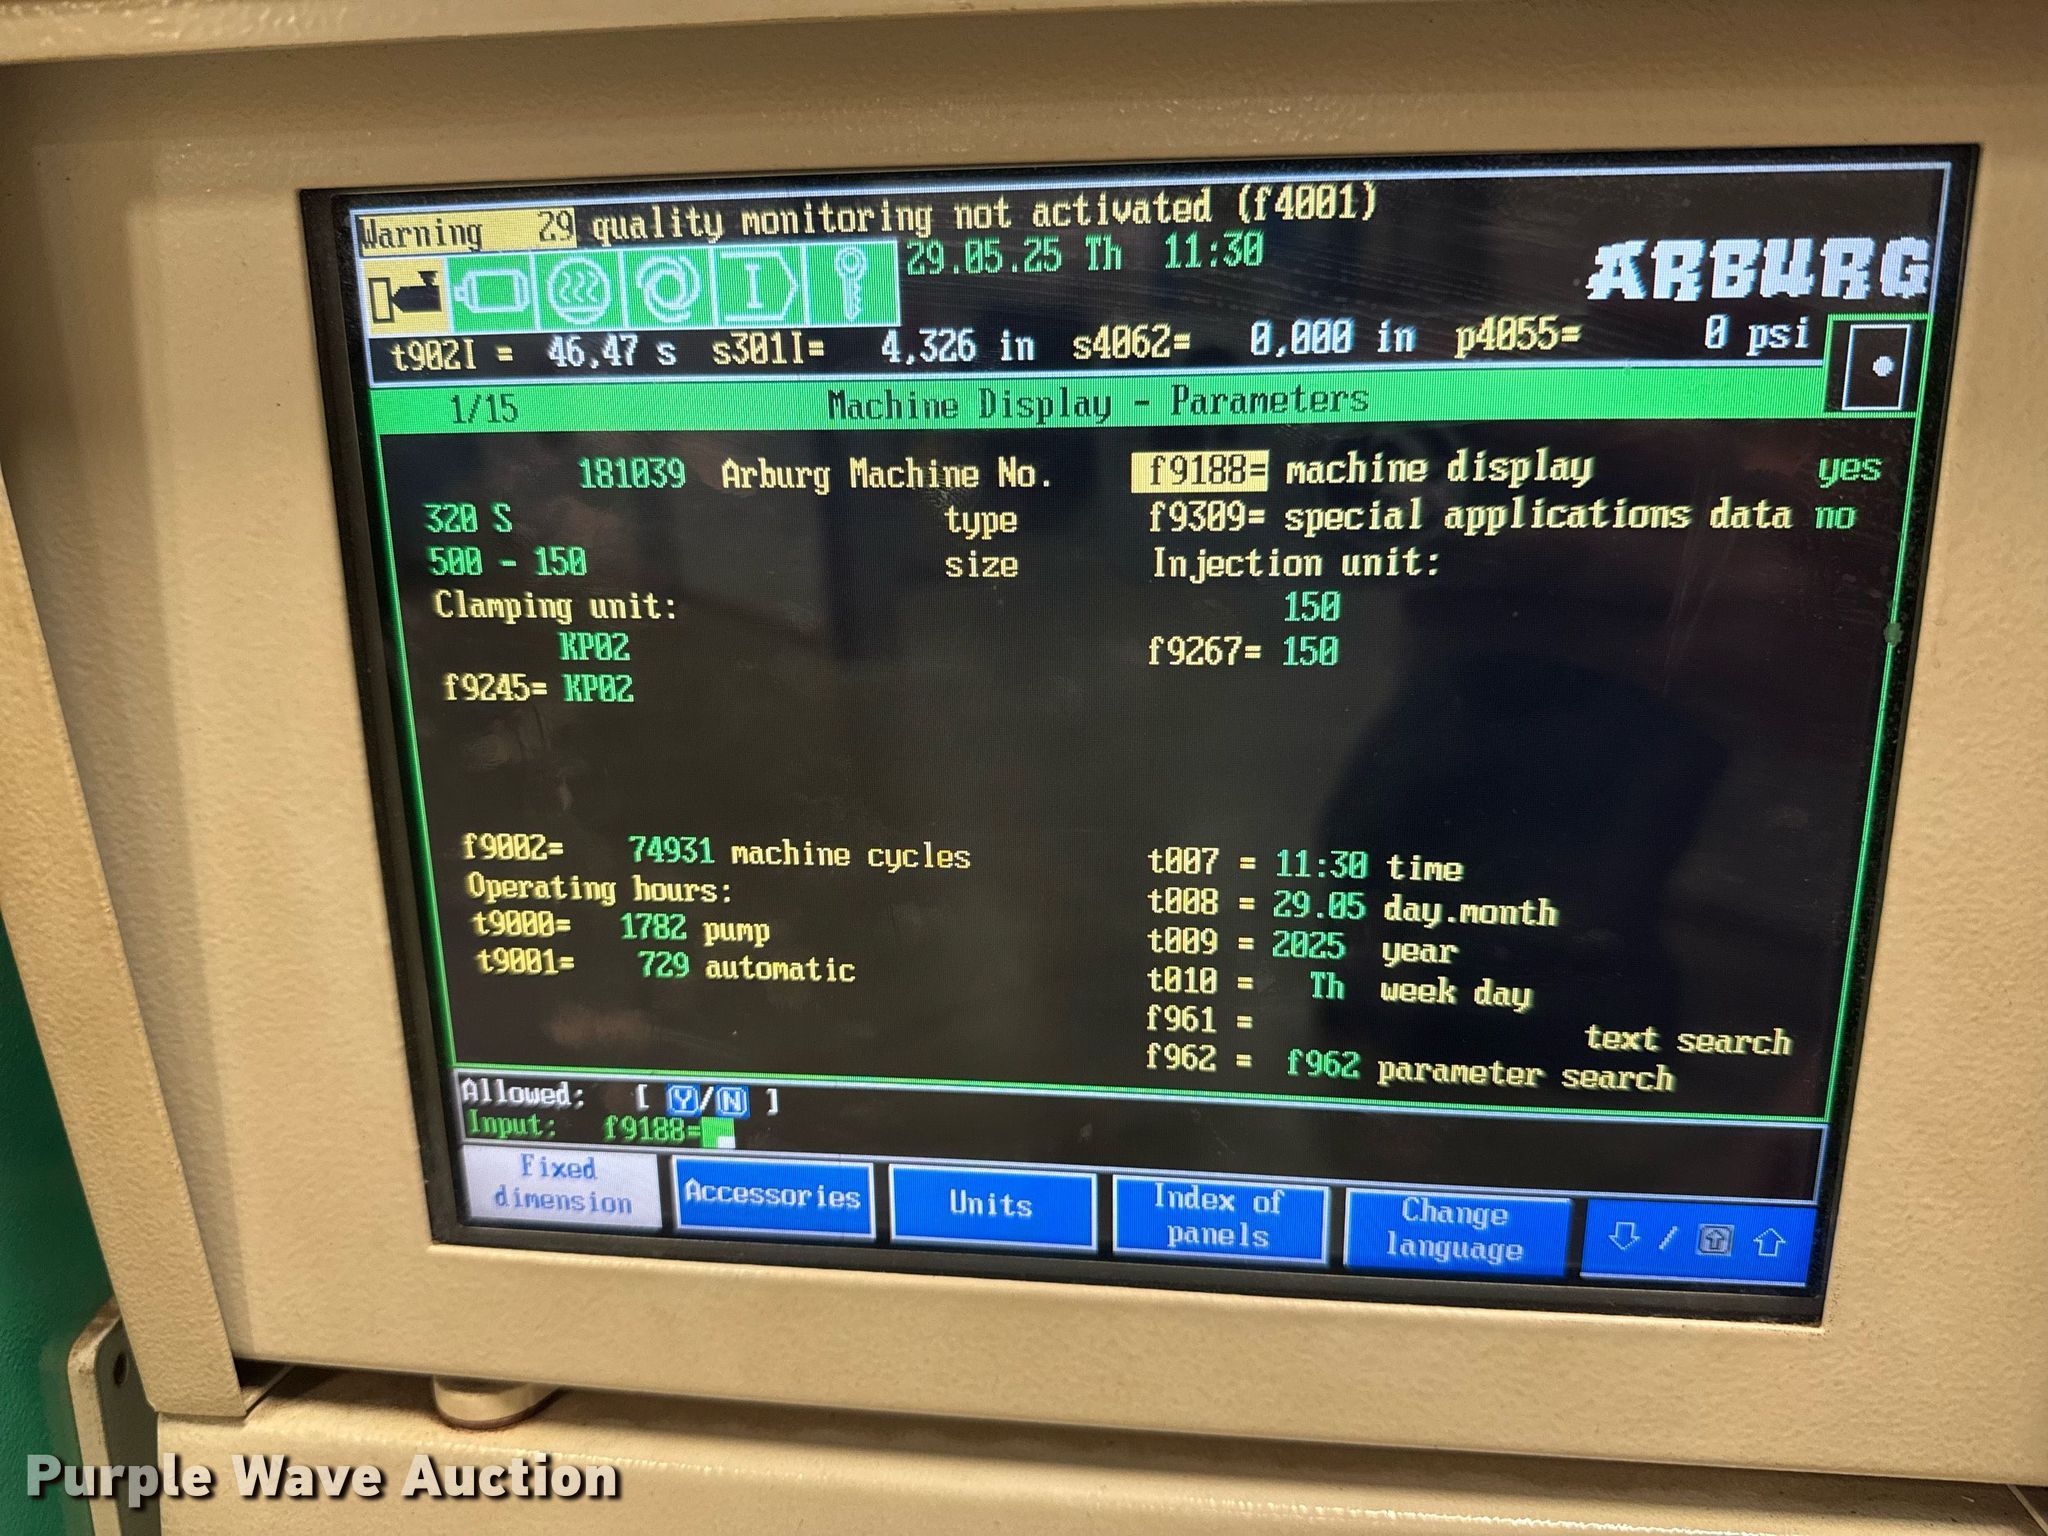 Warning 29 quality monitoring not activated (f4001)
29.05.25 Th 11:30
ARBURG
I
t902I = 46,47 s s301I= 4,326 in s4062= 0,000 in p4055= 0 psi
1/15 Machine Display - Parameters
181039 Arburg Machine No. f9188= machine display yes
320 S type f9309= special applications data no
500 - 150 size Injection unit:
Clamping unit: 150
KP02 f9267= 150
f9245= KP02
f9002= 74931 machine cycles t007 = 11:30 time
Operating hours: t008 = 29.05 day.month
t9000= 1782 pump t009 = 2025 year
t9001= 729 automatic t010 = Th week day
f961 = text search
f962 = f962 parameter search
Allowed: [ Y/N ]
Input: f9188=
Fixed dimension Accessories Units Index of panels Change language /
Purple Wave Auction